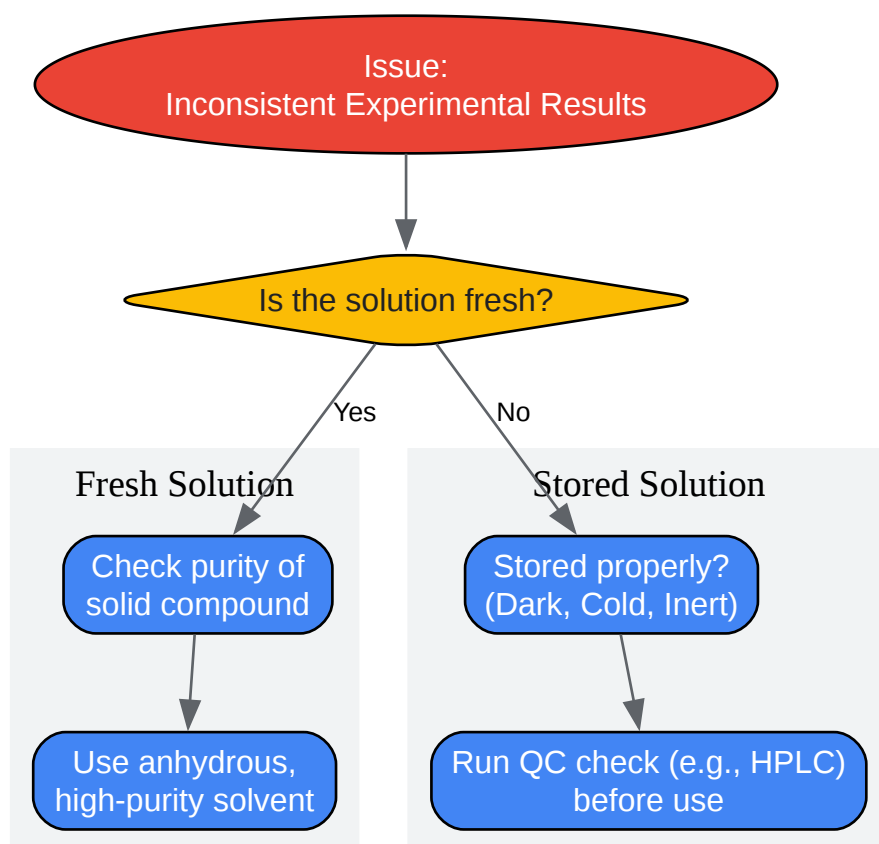 Issue:
Inconsistent Experimental Results
Is the solution fresh?
Yes
No
Fresh Solution
Check purity of
solid compound
Use anhydrous,
high-purity solvent
Stored Solution
Stored properly?
(Dark, Cold, Inert)
Run QC check (e.g., HPLC)
before use